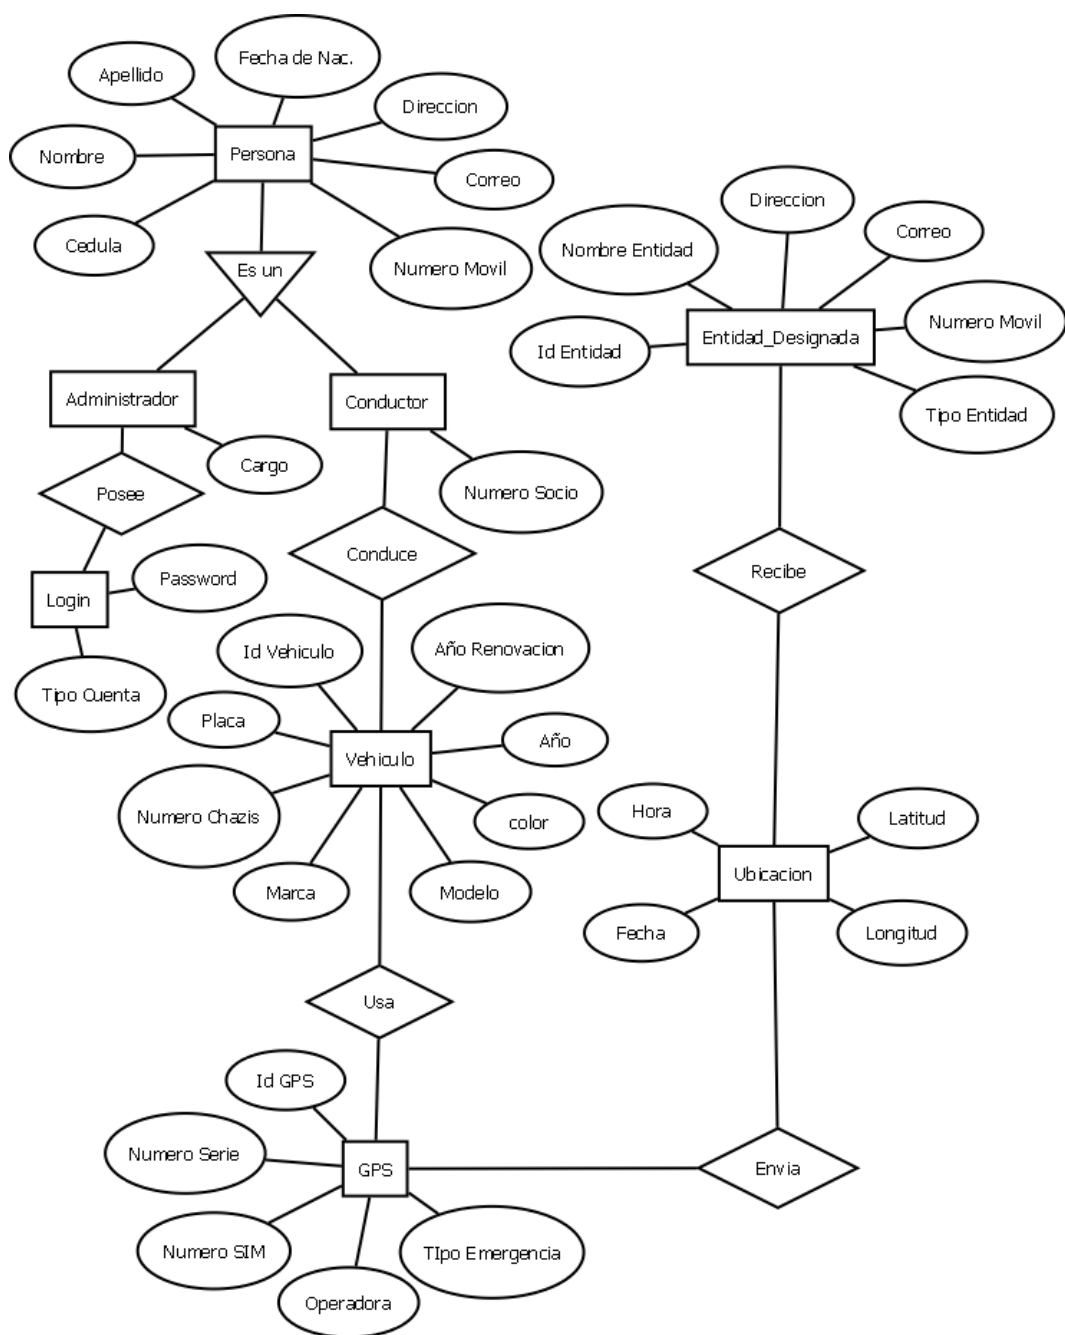 Fecha de Nac.
Apellido
Direccion
Nombre
Persona
Correo
Cedula
Es un
Numero Movil
Direccion
Nombre Entidad
Correo
Numero Movil
Id Entidad
Entidad_Designada
Tipo Entidad
Administrador
Conductor
Cargo
Numero Socio
Posee
Conduce
Recibe
Login
Password
Tipo Cuenta
Id Vehiculo
Año Renovacion
Placa
Año
Vehiculo
Numero Chazis
color
Marca
Modelo
Hora
Latitud
Ubicacion
Fecha
Longitud
Usa
Id GPS
Numero Serie
GPS
Envia
Numero SIM
TIpo Emergencia
Operadora